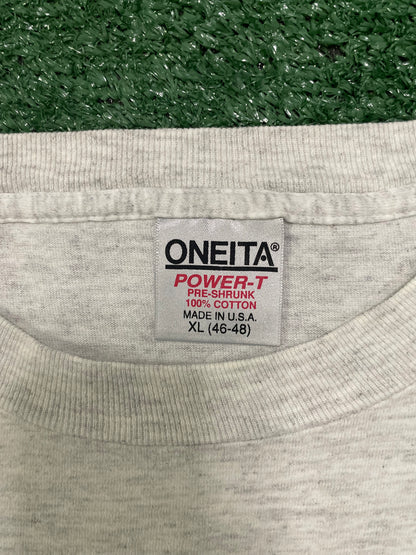 ONEITA®
POWER-T
PRE-SHRUNK
100% COTTON
MADE IN U.S.A.
XL (46-48)